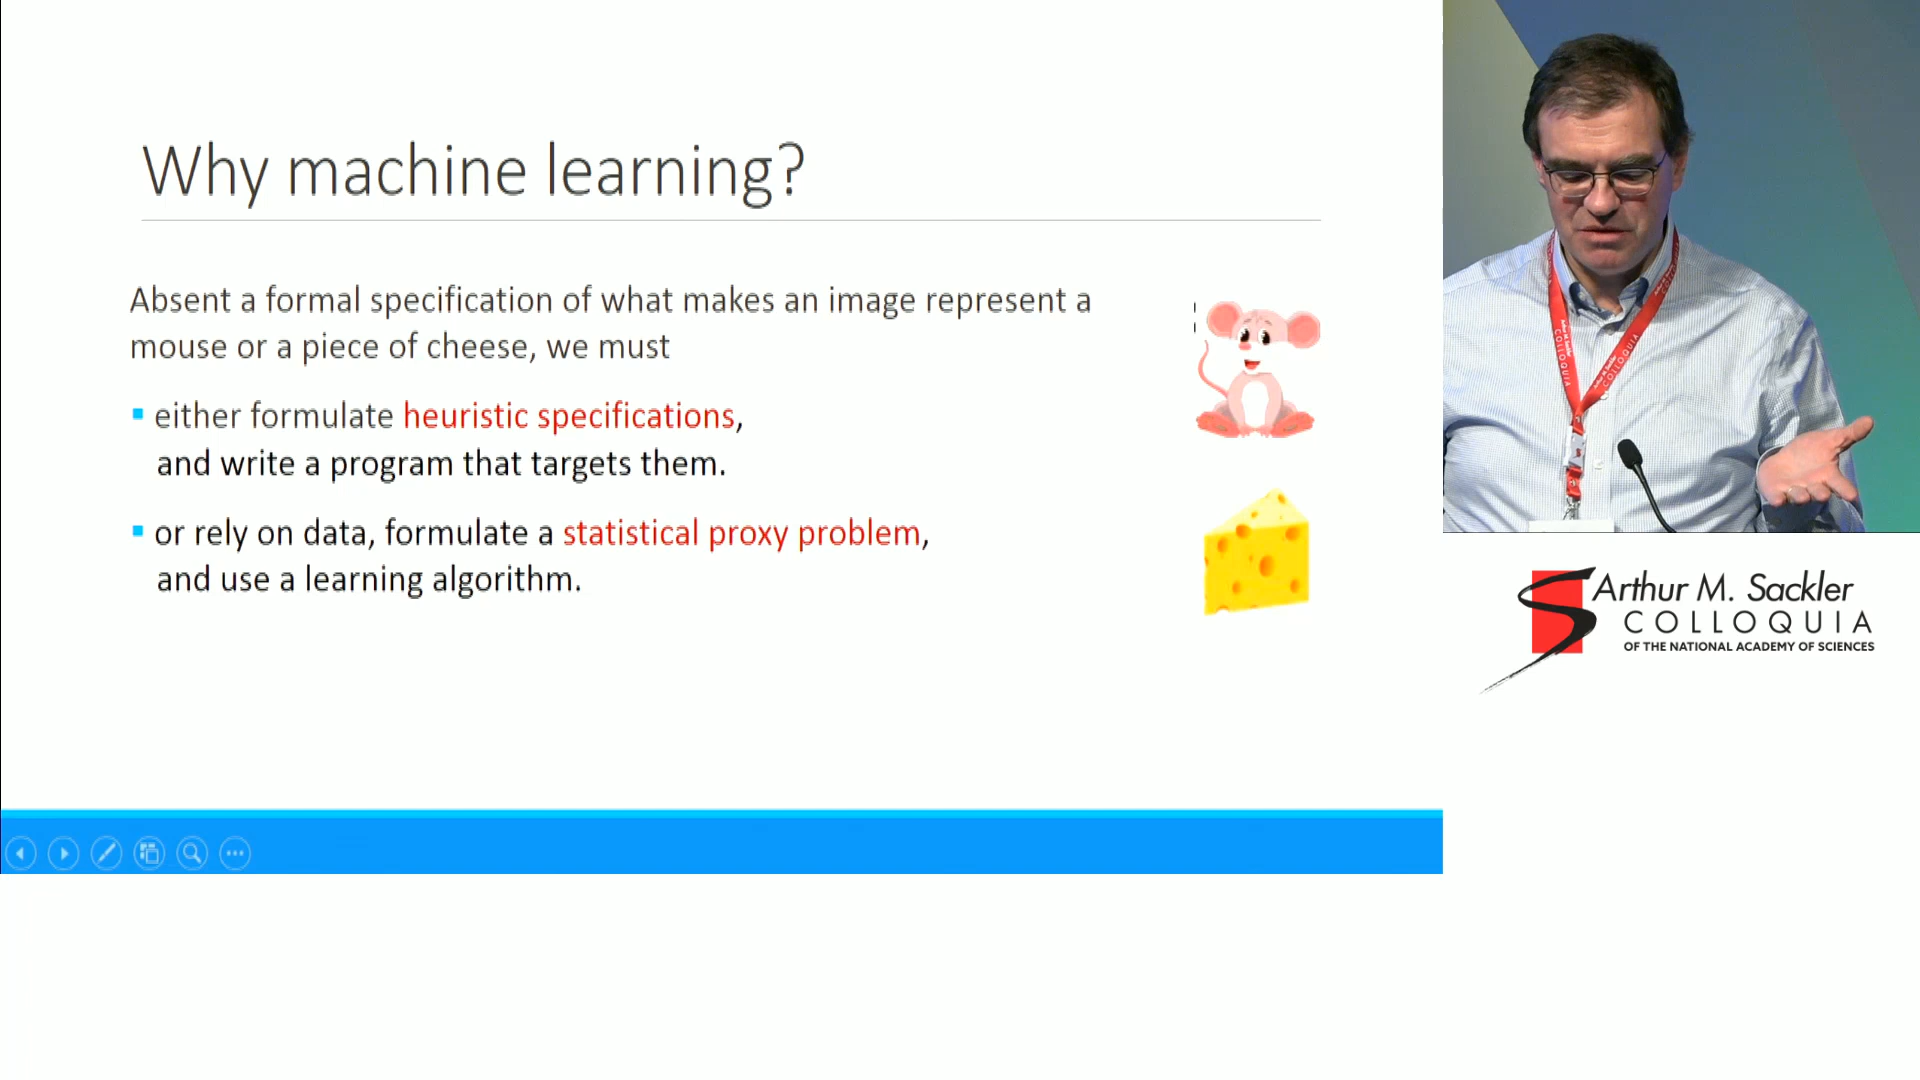 Why machine learning?
Absent a formal specification of what makes an image represent a
mouse or a piece of cheese, we must
either formulate heuristic specifications,
and write a program that targets them.
or rely on data, formulate a statistical proxy problem,
and use a learning algorithm.
Arthur M. Sackler
COLLOQUIA
OF THE NATIONAL ACADEMY OF SCIENCES